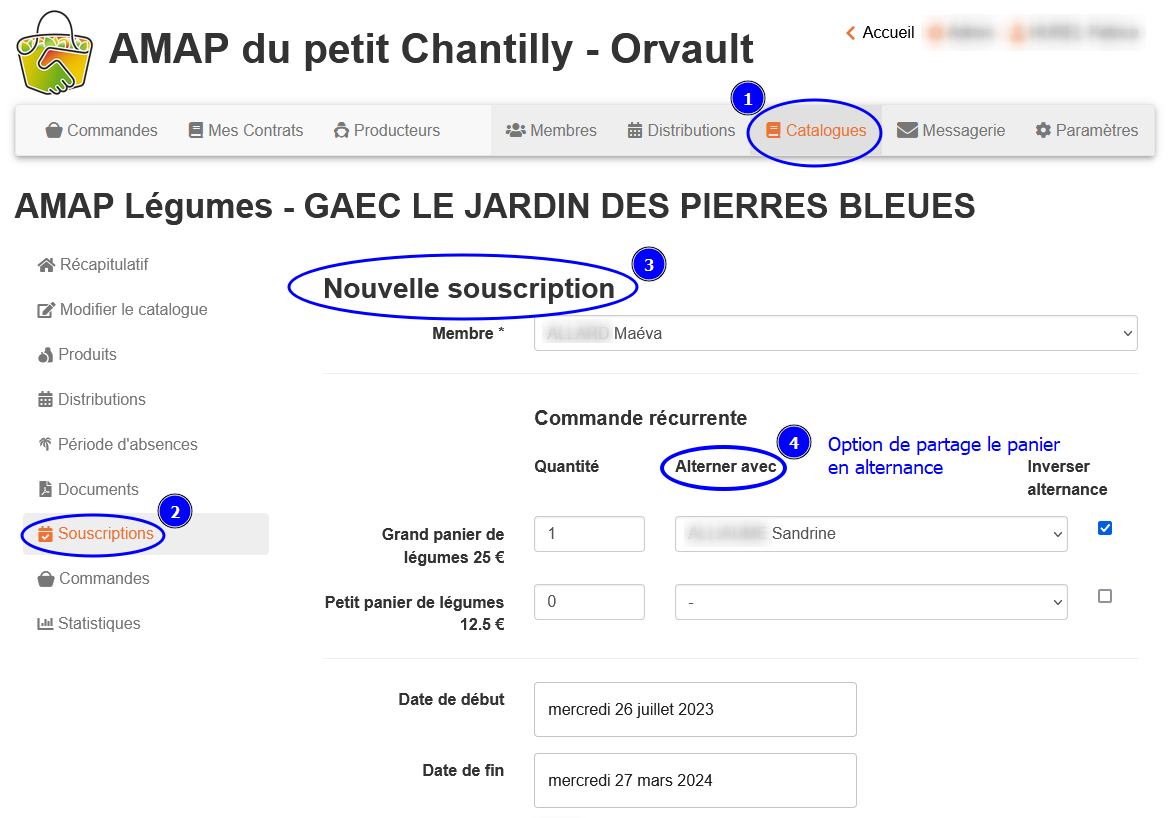 AMAP du petit Chantilly - Orvault
Accueil
1
Commandes Mes Contrats Producteurs Membres Distributions Catalogues Messagerie Paramètres
AMAP Légumes - GAEC LE JARDIN DES PIERRES BLEUES
Récapitulatif
Modifier le catalogue
Produits
Distributions
Période d'absences
Documents
2
Souscriptions
Commandes
Statistiques
3
Nouvelle souscription
Membre * Maéva
Commande récurrente
4
Option de partage le panier
en alternance
Quantité Alterner avec Inverser
alternance
Grand panier de
légumes 25 €
1 Sandrine
Petit panier de légumes
12.5 €
0 -
Date de début mercredi 26 juillet 2023
Date de fin mercredi 27 mars 2024